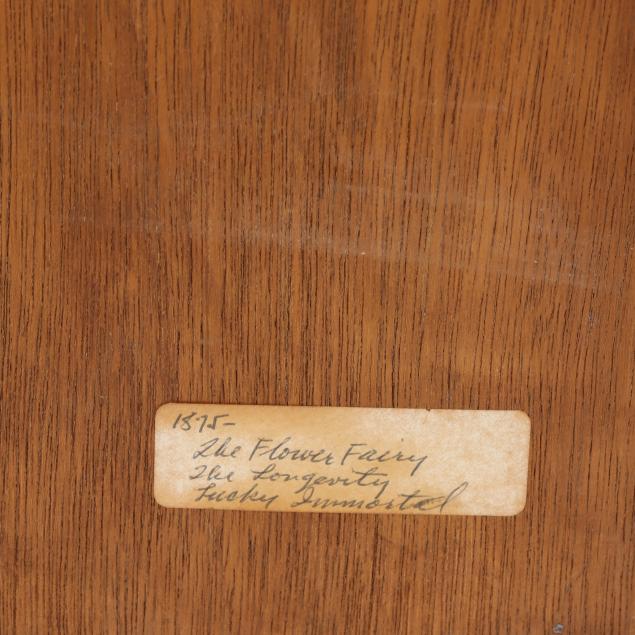 1875-
The Flower Fairy
The Longevity
Lucky Immortal